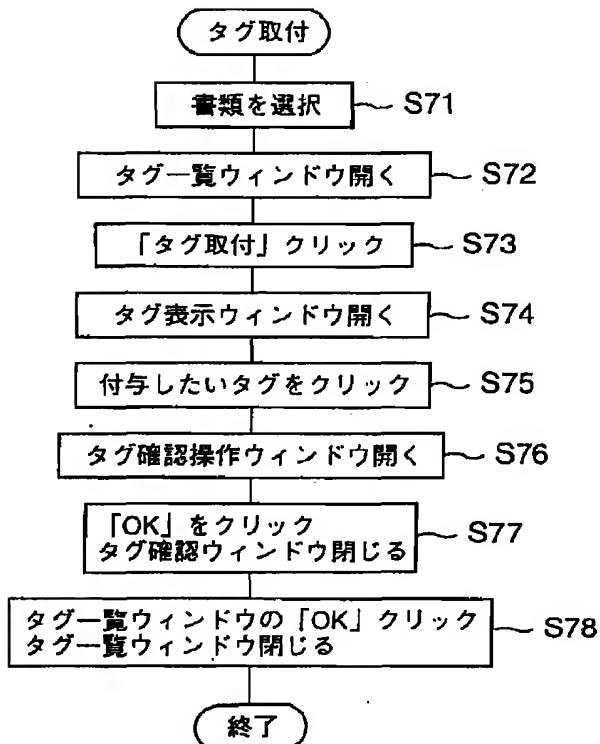 タグ取付
書類を選択 S71
タグ一覧ウィンドウ開く S72
「タグ取付」クリック S73
タグ表示ウィンドウ開く S74
付与したいタグをクリック S75
タグ確認操作ウィンドウ開く S76
「OK」をクリック
タグ確認ウィンドウ閉じる S77
タグ一覧ウィンドウの「OK」クリック
タグ一覧ウィンドウ閉じる S78
終了